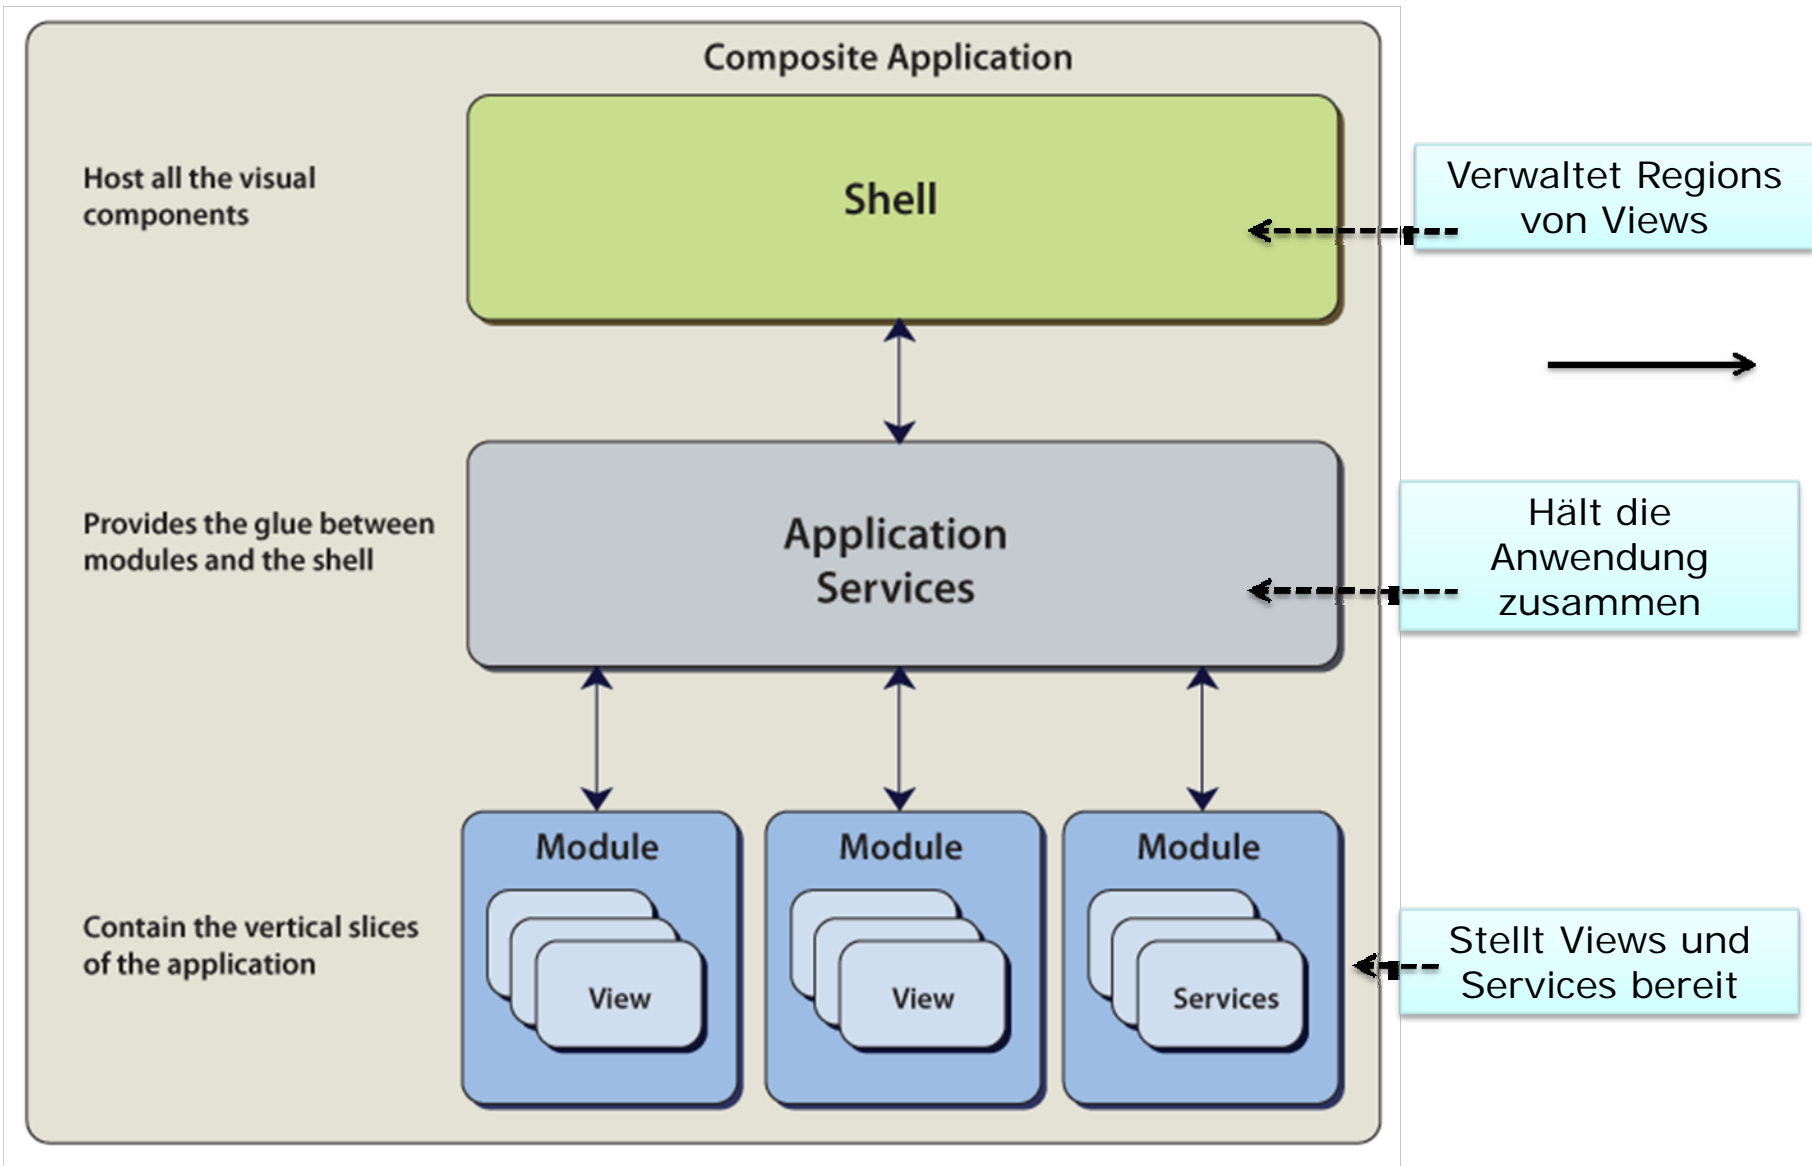 Composite Application
Host all the visual
components
Shell
Verwaltet Regions
von Views
Provides the glue between
modules and the shell
Application
Services
Hält die
Anwendung
zusammen
Module
Module
Module
Contain the vertical slices
of the application
View
View
Services
Stellt Views und
Services bereit